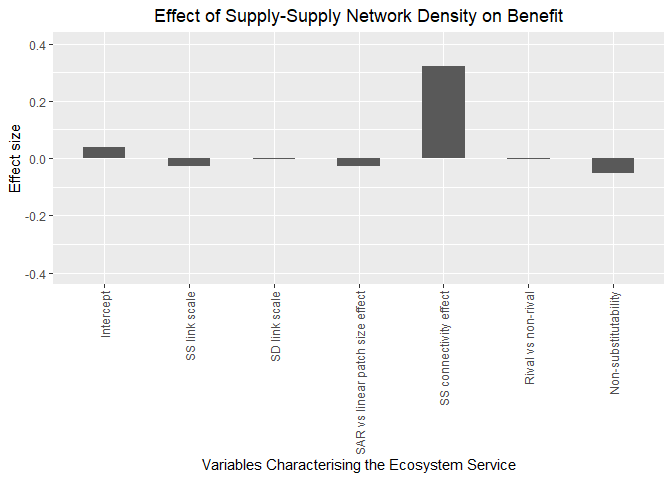 Effect of Supply-Supply Network Density on Benefit
Effect size
0.4
0.2
0.0
-0.2
-0.4
Intercept
SS link scale
SD link scale
SAR vs linear patch size effect
SS connectivity effect
Rival vs non-rival
Non-substitutability
Variables Characterising the Ecosystem Service